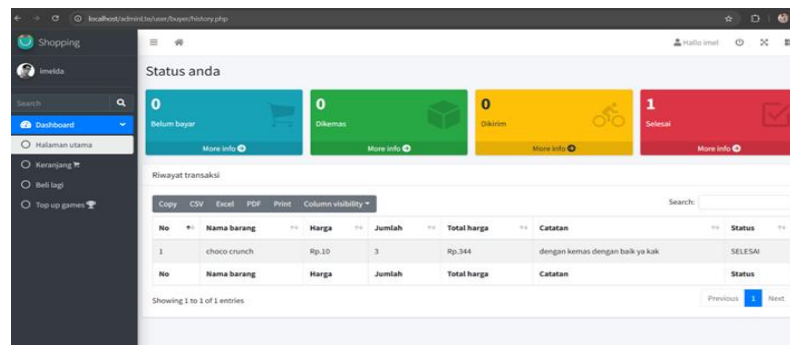 localhost/adminLte/user/buyer/history.php
Shopping
Hallo imel
imelda
Status anda
Search
0
Belum bayar
More info
0
Dikemas
More info
0
Dikirim
More info
1
Selesai
More info
Dashboard
Halaman utama
Keranjang
Beli lagi
Top up games
Riwayat transaksi
Copy CSV Excel PDF Print Column visibility
Search:
No Nama barang Harga Jumlah Total harga Catatan Status
1 choco crunch Rp.10 3 Rp.344 dengan kemas dengan baik ya kak SELESAI
No Nama barang Harga Jumlah Total harga Catatan Status
Showing 1 to 1 of 1 entries
Previous 1 Next